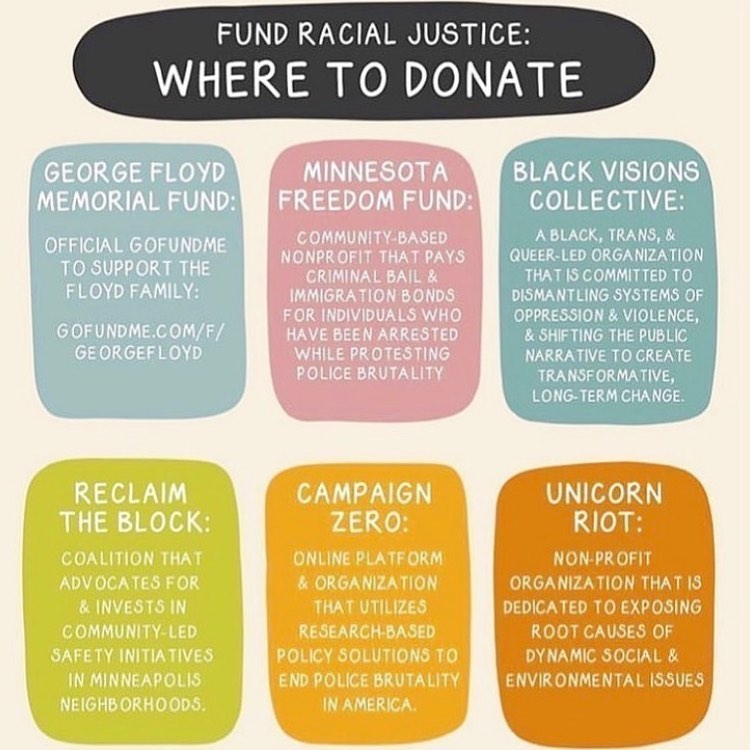 FUND RACIAL JUSTICE:
WHERE TO DONATE
GEORGE FLOYD
MEMORIAL FUND:
OFFICIAL GOFUNDME
TO SUPPORT THE
FLOYD FAMILY:
GOFUNDME.COM/F/
GEORGEFLOYD
MINNESOTA
FREEDOM FUND:
COMMUNITY-BASED
NONPROFIT THAT PAYS
CRIMINAL BAIL &
IMMIGRATION BONDS
FOR INDIVIDUALS WHO
HAVE BEEN ARRESTED
WHILE PROTESTING
POLICE BRUTALITY
BLACK VISIONS
COLLECTIVE:
A BLACK, TRANS, &
QUEER-LED ORGANIZATION
THAT IS COMMITTED TO
DISMANTLING SYSTEMS OF
OPPRESSION & VIOLENCE,
& SHIFTING THE PUBLIC
NARRATIVE TO CREATE
TRANSFORMATIVE,
LONG-TERM CHANGE.
RECLAIM
THE BLOCK:
COALITION THAT
ADVOCATES FOR
& INVESTS IN
COMMUNITY-LED
SAFETY INITIATIVES
IN MINNEAPOLIS
NEIGHBORHOODS.
CAMPAIGN
ZERO:
ONLINE PLATFORM
& ORGANIZATION
THAT UTILIZES
RESEARCH-BASED
POLICY SOLUTIONS TO
END POLICE BRUTALITY
IN AMERICA.
UNICORN
RIOT:
NON-PROFIT
ORGANIZATION THAT IS
DEDICATED TO EXPOSING
ROOT CAUSES OF
DYNAMIC SOCIAL &
ENVIRONMENTAL ISSUES